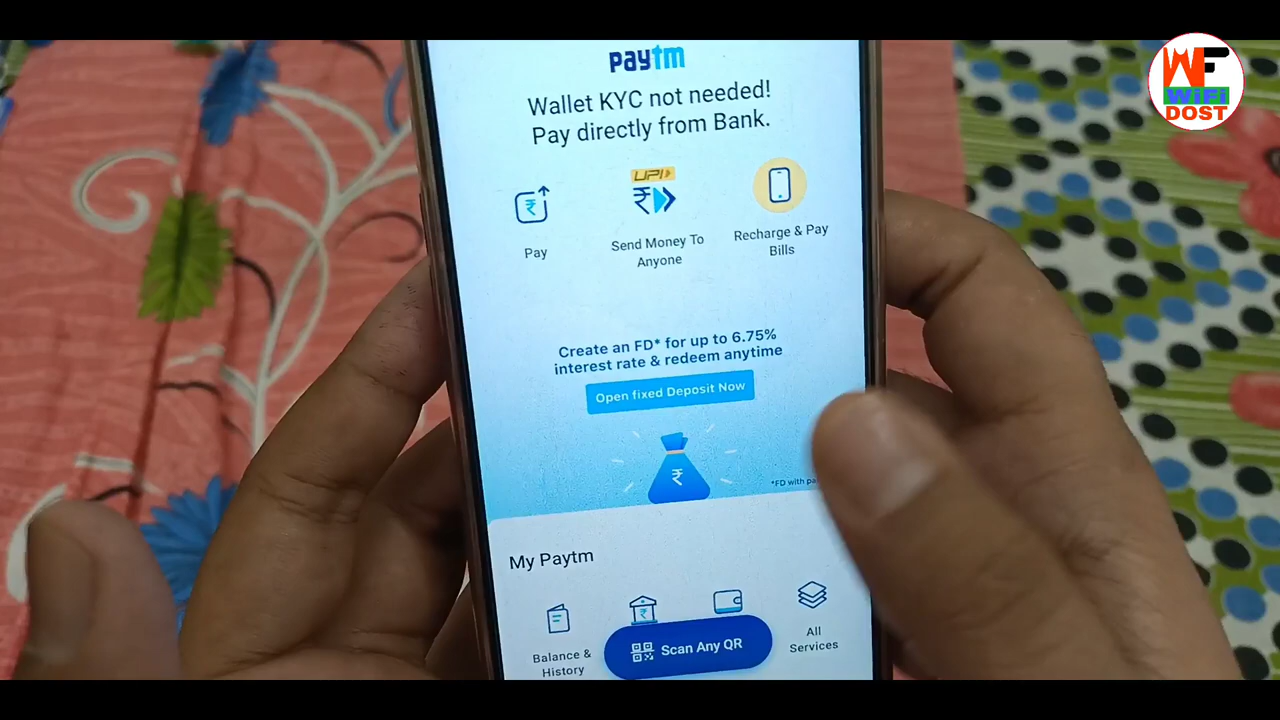 paytm
WF
WiFi
DOST
Wallet KYC not needed!
Pay directly from Bank.
UPI
₹
₹
Pay
Send Money To
Anyone
Recharge & Pay
Bills
Create an FD* for up to 6.75%
interest rate & redeem anytime
Open fixed Deposit Now
₹
*FD with
My Paytm
₹
Balance &
History
Scan Any QR
All
Services